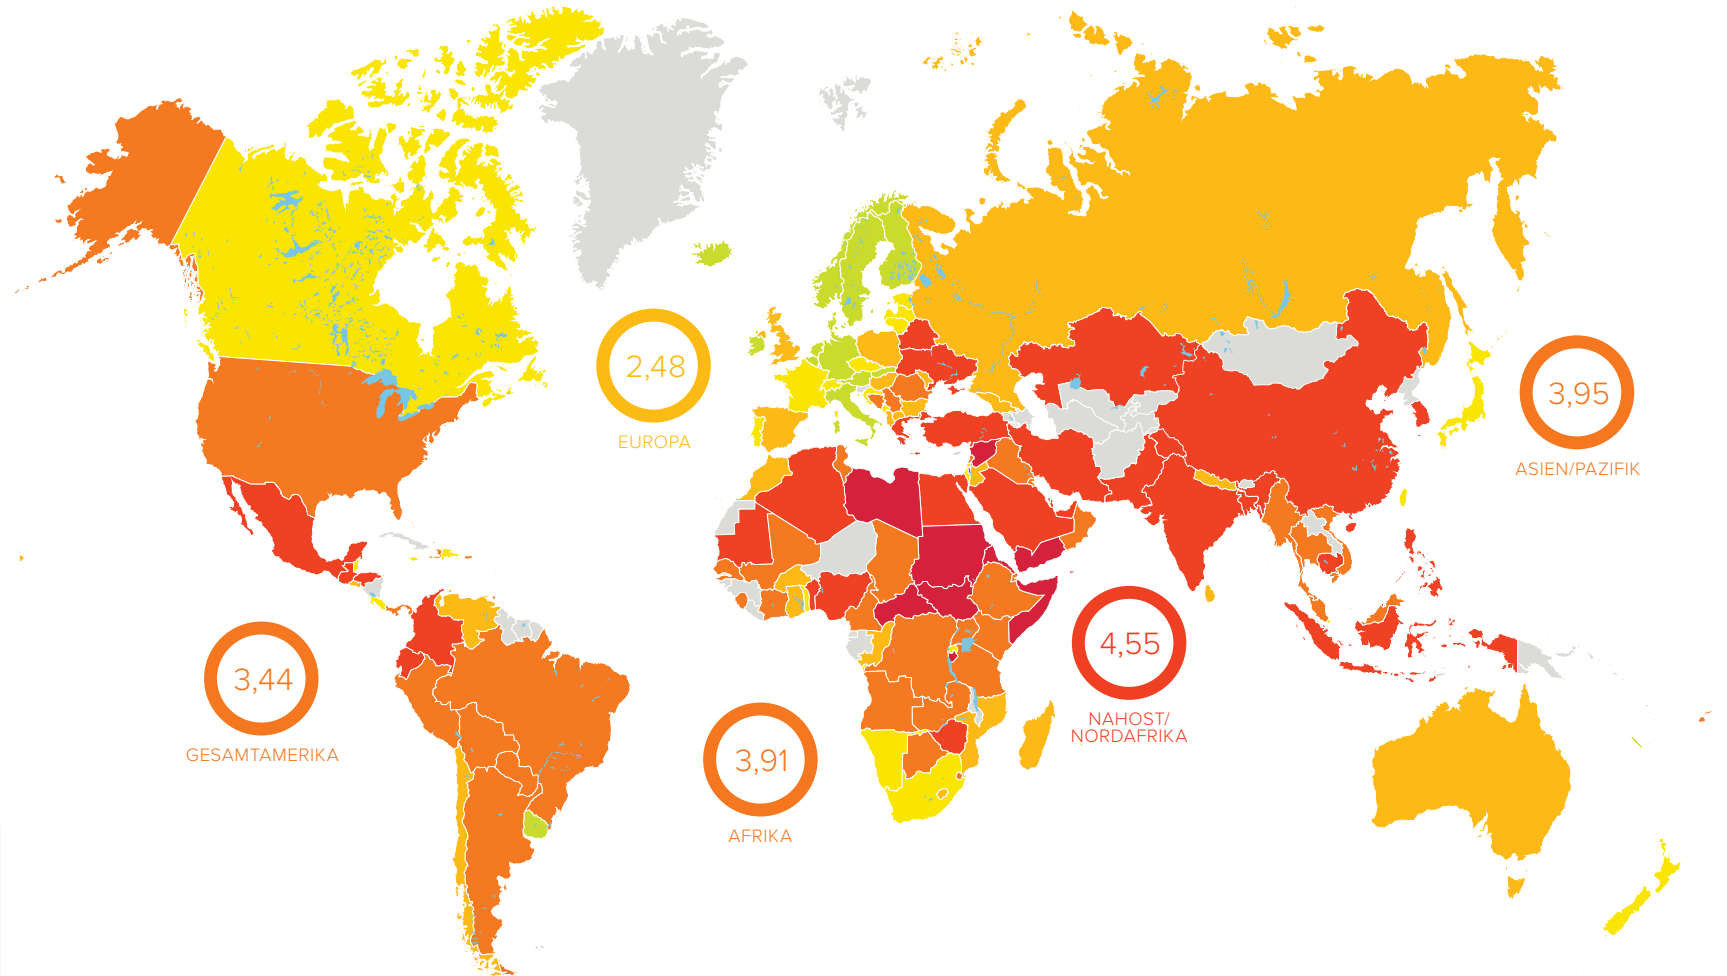 2,48
EUROPA
3,95
ASIEN/PAZIFIK
3,44
GESAMTAMERIKA
3,91
AFRIKA
4,55
NAHOST/
NORDAFRIKA